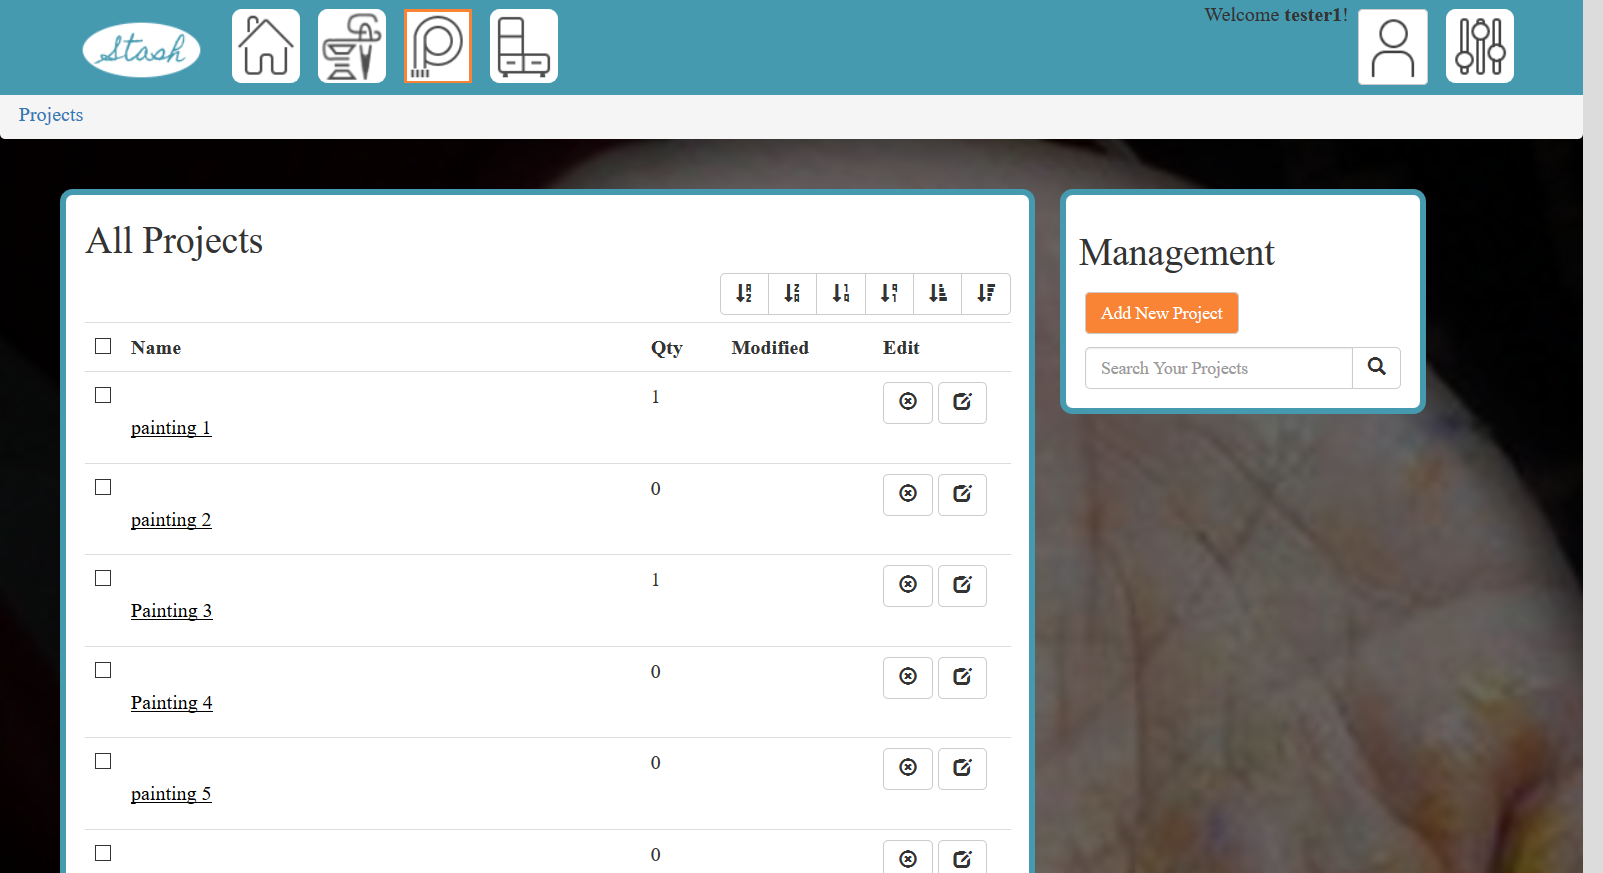 Stash
Welcome tester1!
Projects
All Projects
Name Qty Modified Edit
1
painting 1
0
painting 2
1
Painting 3
0
Painting 4
0
painting 5
0
Management
Add New Project
Search Your Projects